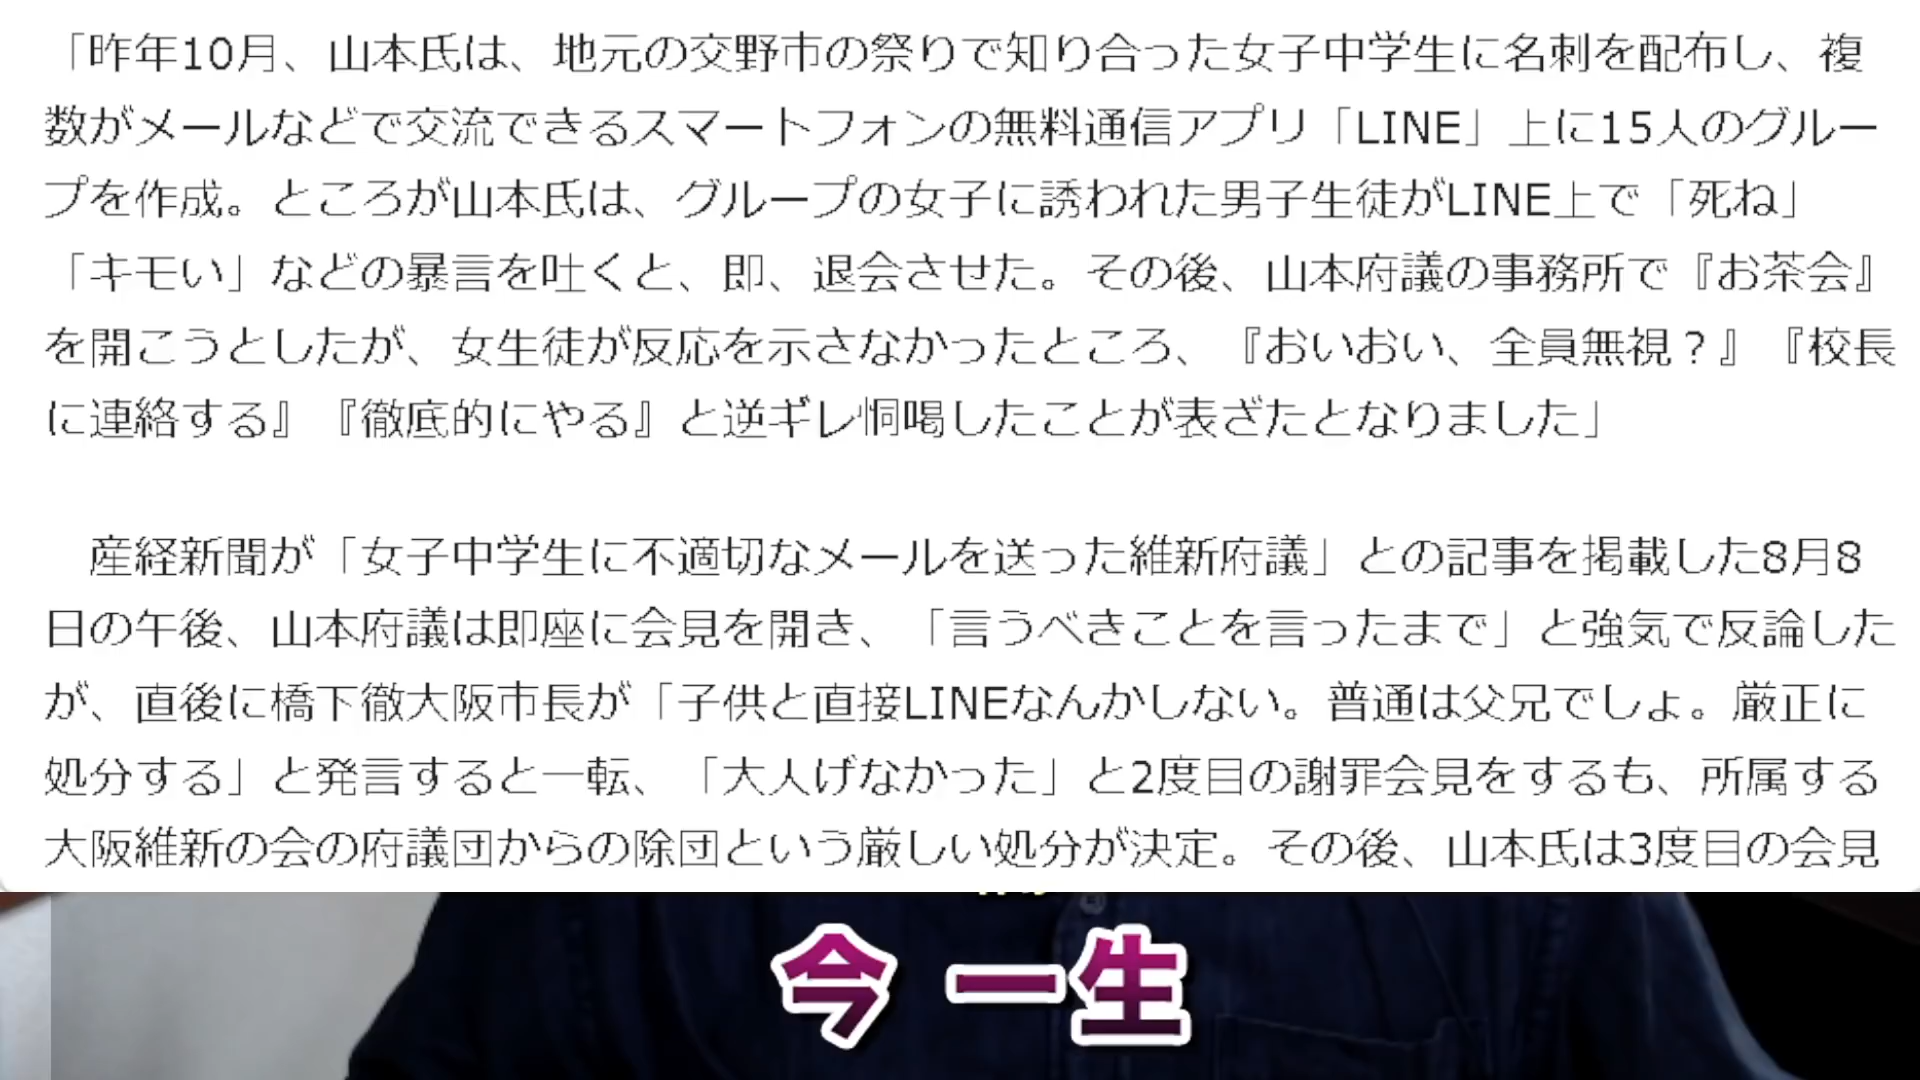 「昨年10月、山本氏は、地元の交野市の祭りで知り合った女子中学生に名刺を配布し、複
数がメールなどで交流できるスマートフォンの無料通信アプリ「LINE」上に15人のグルー
プを作成。ところが山本氏は、グループの女子に誘われた男子生徒がLINE上で「死ね」
「キモい」などの暴言を吐くと、即、退会させた。その後、山本府議の事務所で『お茶会』
を開こうとしたが、女生徒が反応を示さなかったところ、『おいおい、全員無視？』『校長
に連絡する』『徹底的にやる』と逆ギレ恫喝したことが表ざたとなりました」
産経新聞が「女子中学生に不適切なメールを送った維新府議」との記事を掲載した8月8
日の午後、山本府議は即座に会見を開き、「言うべきことを言ったまで」と強気で反論した
が、直後に橋下徹大阪市長が「子供と直接LINEなんかしない。普通は父兄でしょ。厳正に
処分する」と発言すると一転、「大人げなかった」と2度目の謝罪会見をするも、所属する
大阪維新の会の府議団からの除団という厳しい処分が決定。その後、山本氏は3度目の会見
今 一生